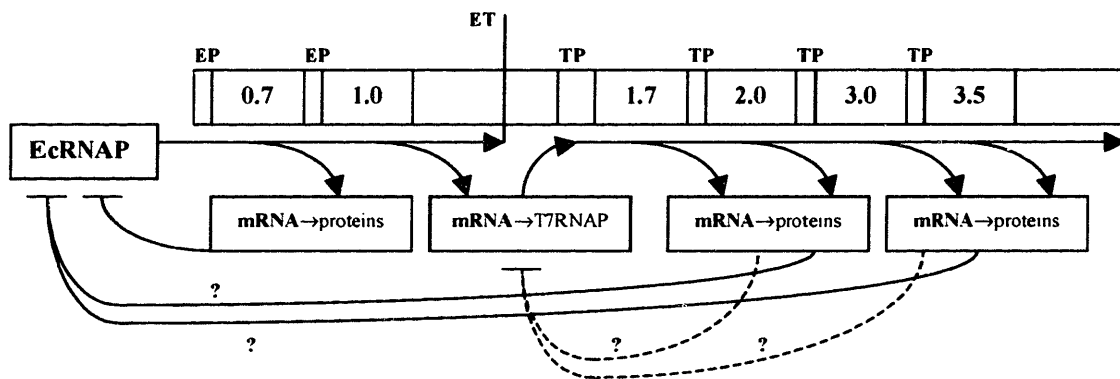 ET
EP EP TP TP TP TP
0.7 1.0 1.7 2.0 3.0 3.5
EcRNAP
mRNA→proteins mRNA→T7RNAP mRNA→proteins mRNA→proteins
?
? ? ?